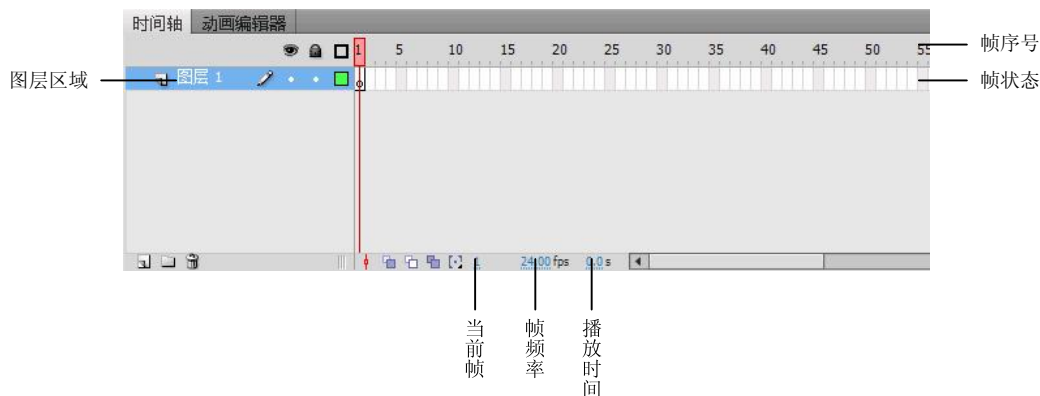 时间轴 动画编辑器
1 5 10 15 20 25 30 35 40 45 50 55
帧序号
图层区域
图层 1
帧状态
1 24.00 fps 0.0 s
当前帧
帧频率
播放时间